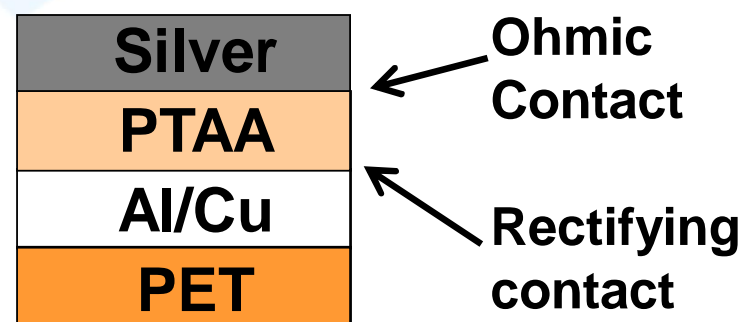 Silver
PTAA
Al/Cu
PET
Ohmic
Contact
Rectifying
contact